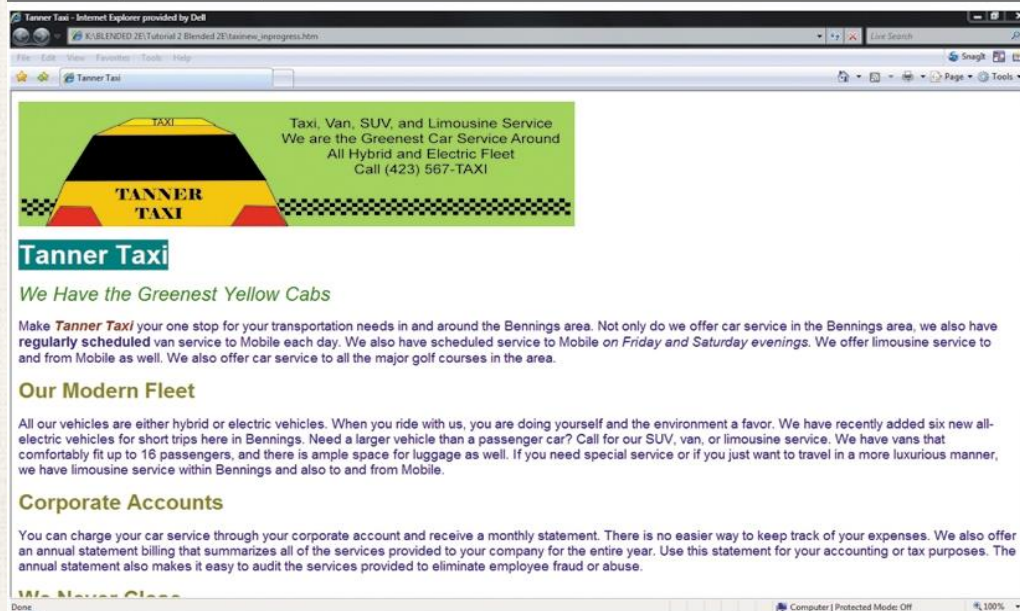 Tanner Taxi - Internet Explorer provided by Dell
K:\BLENDED 2E\Tutorial 2 Blended 2E\taxinew_inprogress.htm
Live Search
File Edit View Favorites Tools Help
SnagIt
Tanner Taxi
Page Tools
TAXI
TANNER
TAXI
Taxi, Van, SUV, and Limousine Service
We are the Greenest Car Service Around
All Hybrid and Electric Fleet
Call (423) 567-TAXI
Tanner Taxi
We Have the Greenest Yellow Cabs
Make Tanner Taxi your one stop for your transportation needs in and around the Bennings area. Not only do we offer car service in the Bennings area, we also have
regularly scheduled van service to Mobile each day. We also have scheduled service to Mobile on Friday and Saturday evenings. We offer limousine service to
and from Mobile as well. We also offer car service to all the major golf courses in the area.
Our Modern Fleet
All our vehicles are either hybrid or electric vehicles. When you ride with us, you are doing yourself and the environment a favor. We have recently added six new all-
electric vehicles for short trips here in Bennings. Need a larger vehicle than a passenger car? Call for our SUV, van, or limousine service. We have vans that
comfortably fit up to 16 passengers, and there is ample space for luggage as well. If you need special service or if you just want to travel in a more luxurious manner,
we have limousine service within Bennings and also to and from Mobile.
Corporate Accounts
You can charge your car service through your corporate account and receive a monthly statement. There is no easier way to keep track of your expenses. We also offer
an annual statement billing that summarizes all of the services provided to your company for the entire year. Use this statement for your accounting or tax purposes. The
annual statement also makes it easy to audit the services provided to eliminate employee fraud or abuse.
We Never Close
Done
Computer | Protected Mode: Off
100%